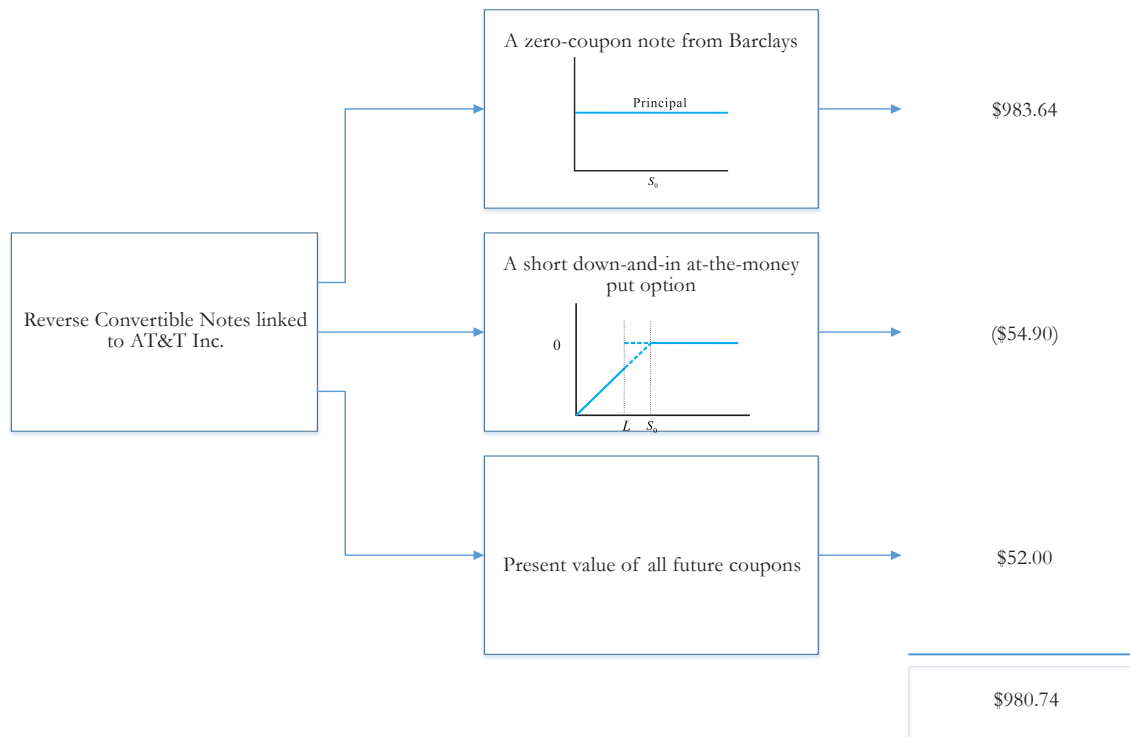 A zero-coupon note from Barclays
Principal
S₀
$983.64
Reverse Convertible Notes linked
to AT&T Inc.
A short down-and-in at-the-money
put option
0
L S₀
($54.90)
Present value of all future coupons
$52.00
$980.74